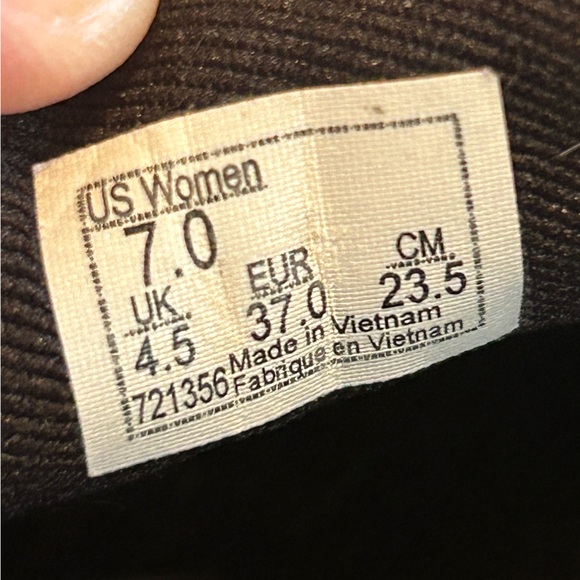 US Women
7.0
UK EUR CM
4.5 37.0 23.5
721356 Made in Vietnam
Fabrique en Vietnam